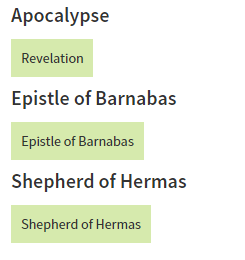 Apocalypse
Revelation
Epistle of Barnabas
Epistle of Barnabas
Shepherd of Hermas
Shepherd of Hermas